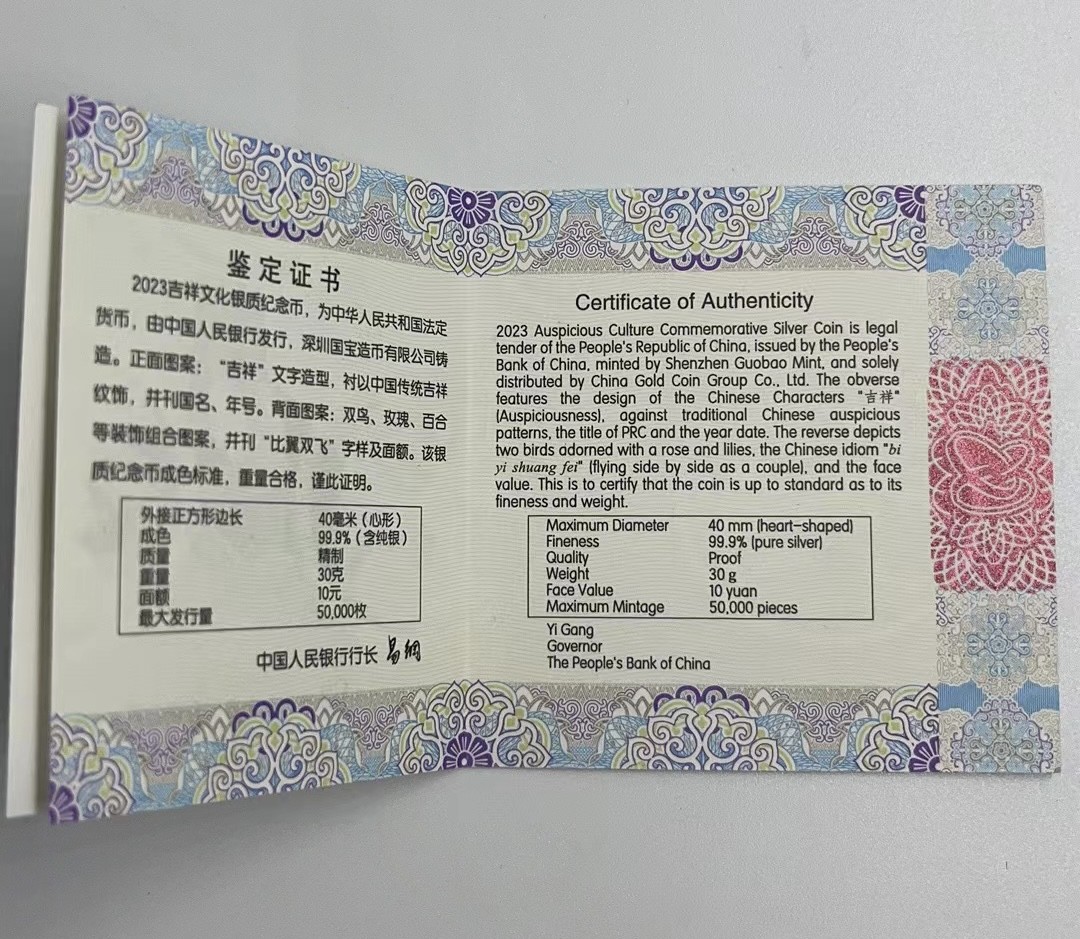 鉴定证书
2023吉祥文化银质纪念币，为中华人民共和国法定
货币，由中国人民银行发行，深圳国宝造币有限公司铸
造。正面图案：“吉祥”文字造型，衬以中国传统吉祥
纹饰，并刊国名、年号。背面图案：双鸟、玫瑰、百合
等装饰组合图案，并刊“比翼双飞”字样及面额。该银
质纪念币成色标准，重量合格，谨此证明。
外接正方形边长 40毫米（心形）
成色 99.9%（含纯银）
质量 精制
重量 30克
面额 10元
最大发行量 50,000枚
中国人民银行行长 易纲
Certificate of Authenticity
2023 Auspicious Culture Commemorative Silver Coin is legal
tender of the People's Republic of China, issued by the People's
Bank of China, minted by Shenzhen Guobao Mint, and solely
distributed by China Gold Coin Group Co., Ltd. The obverse
features the design of the Chinese Characters "吉祥"
(Auspiciousness), against traditional Chinese auspicious
patterns, the title of PRC and the year date. The reverse depicts
two birds adorned with a rose and lilies, the Chinese idiom "bi
yi shuang fei" (flying side by side as a couple), and the face
value. This is to certify that the coin is up to standard as to its
fineness and weight.
Maximum Diameter 40 mm (heart-shaped)
Fineness 99.9% (pure silver)
Quality Proof
Weight 30 g
Face Value 10 yuan
Maximum Mintage 50,000 pieces
Yi Gang
Governor
The People's Bank of China